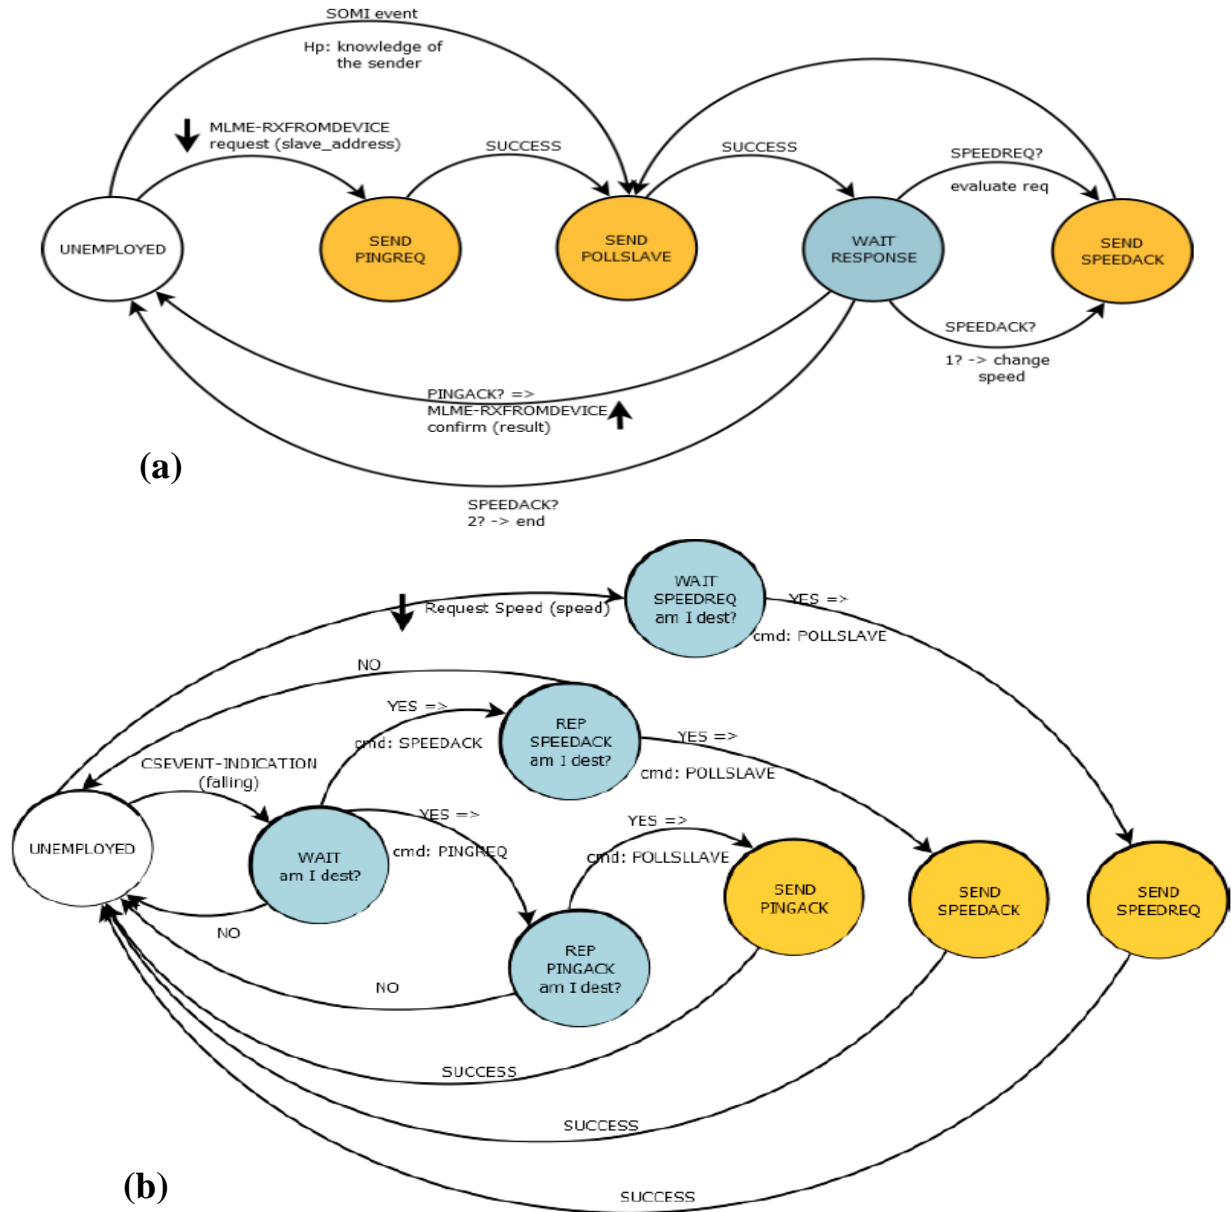 SOMI event
Hp: knowledge of
the sender
MLME-RXFROMDEVICE
request (slave_address)
SUCCESS
SUCCESS
SPEEDREQ?
evaluate req
UNEMPLOYED
SEND
PINGREQ
SEND
POLLSLAVE
WAIT
RESPONSE
SEND
SPEEDACK
SPEEDACK?
1? -> change
speed
PINGACK? =>
MLME-RXFROMDEVICE
confirm (result)
(a)
SPEEDACK?
2? -> end
WAIT
SPEEDREQ
am I dest?
Request Speed (speed)
YES =>
cmd: POLLSLAVE
NO
YES =>
cmd: SPEEDACK
REP
SPEEDACK
am I dest?
YES =>
cmd: POLLSLAVE
CSEVENT-INDICATION
(falling)
UNEMPLOYED
WAIT
am I dest?
YES =>
cmd: PINGREQ
YES =>
cmd: POLLSLLAVE
SEND
PINGACK
SEND
SPEEDACK
SEND
SPEEDREQ
NO
REP
PINGACK
am I dest?
NO
SUCCESS
SUCCESS
SUCCESS
(b)